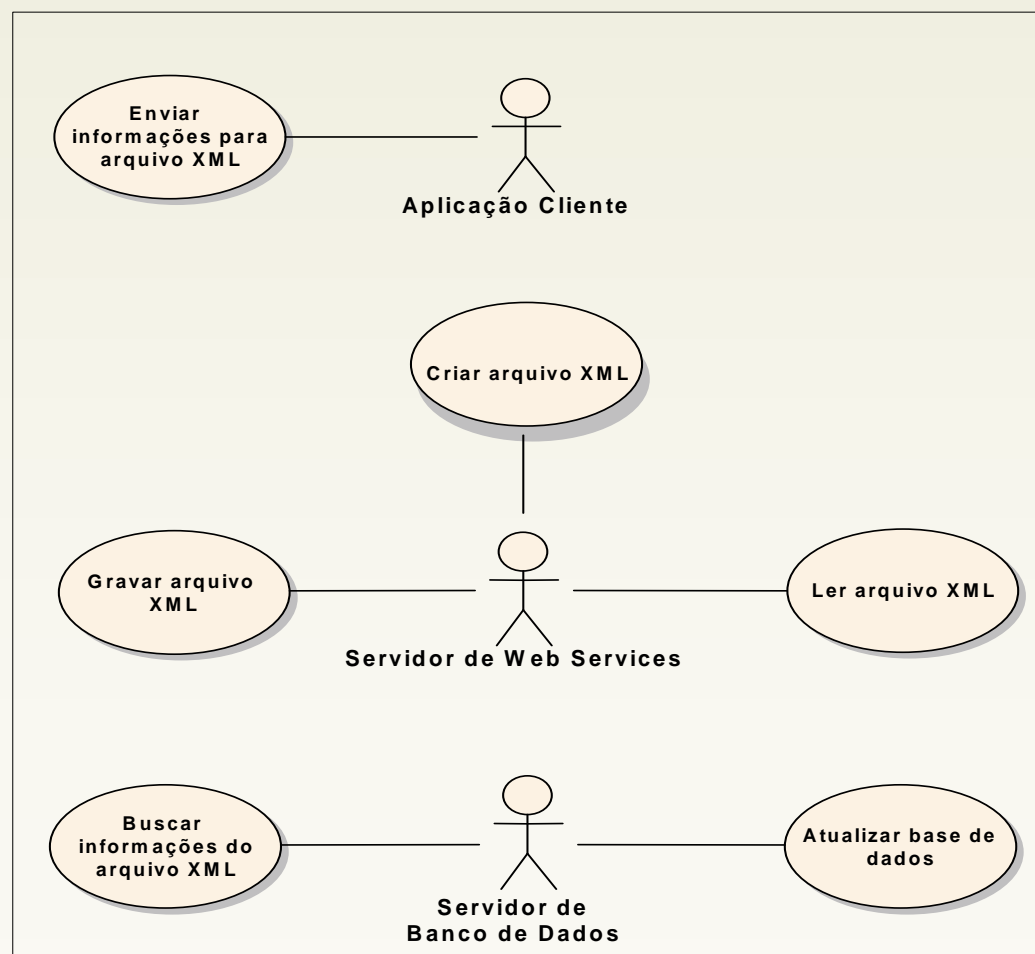 Enviar
informações para
arquivo XML
Aplicação Cliente
Criar arquivo XML
Gravar arquivo
XML
Ler arquivo XML
Servidor de Web Services
Buscar
informações do
arquivo XML
Atualizar base de
dados
Servidor de
Banco de Dados